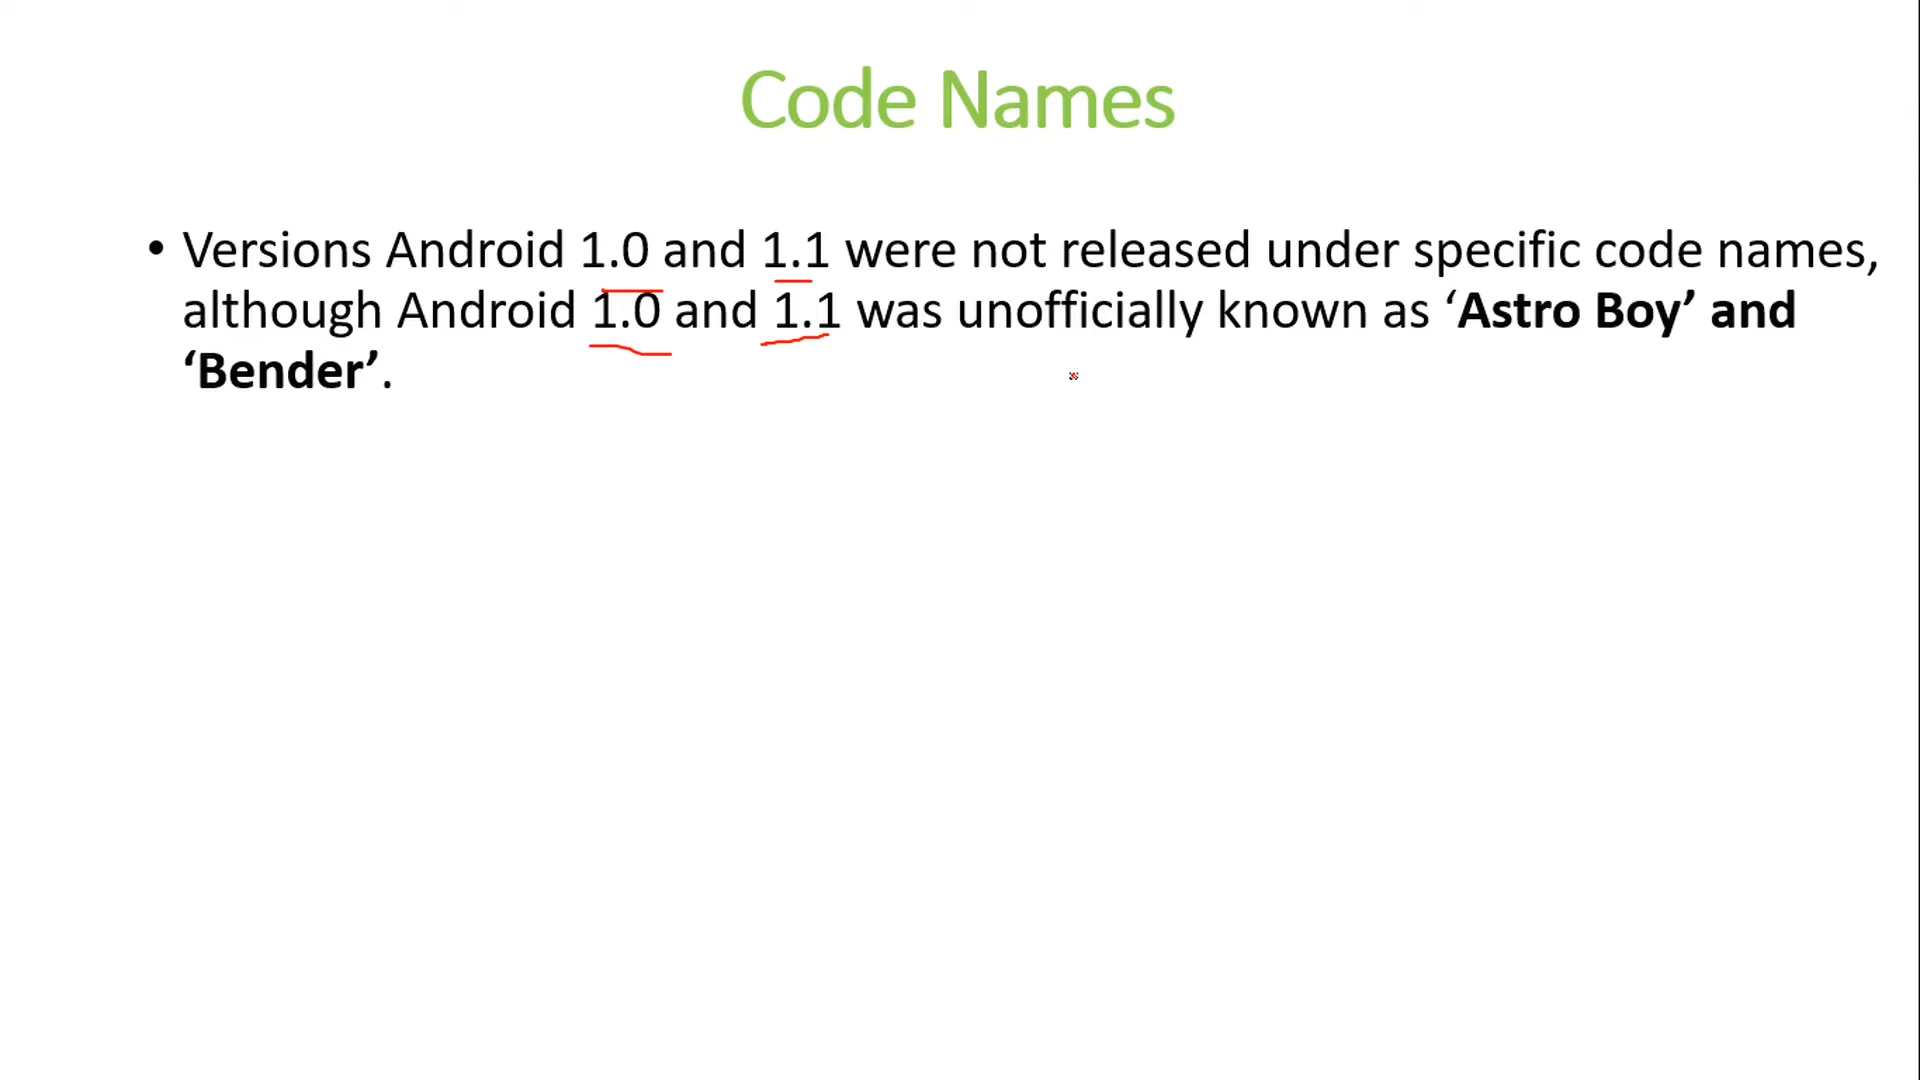 Code Names
• Versions Android 1.0 and 1.1 were not released under specific code names,
although Android 1.0 and 1.1 was unofficially known as ‘Astro Boy’ and
‘Bender’.